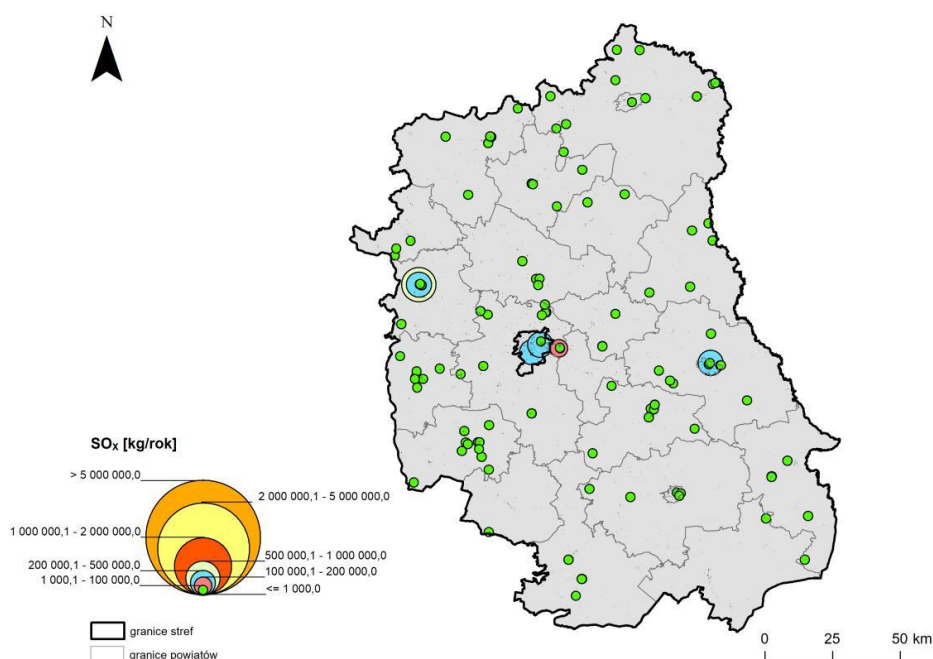 N
SOx [kg/rok]
> 5 000 000,0
2 000 000,1 - 5 000 000,0
1 000 000,1 - 2 000 000,0
500 000,1 - 1 000 000,0
200 000,1 - 500 000,0
100 000,1 - 200 000,0
1 000,1 - 100 000,0
<= 1 000,0
granice stref
granice powiatów
0 25 50 km